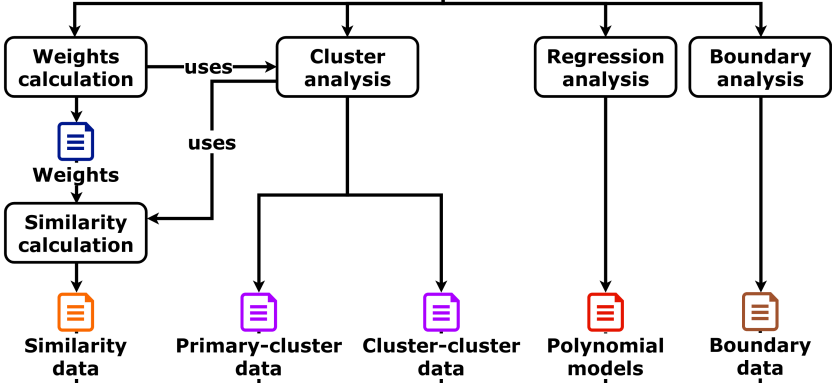 Weights
calculation
uses
Cluster
analysis
Regression
analysis
Boundary
analysis
uses
Weights
Similarity
calculation
Similarity
data
Primary-cluster
data
Cluster-cluster
data
Polynomial
models
Boundary
data